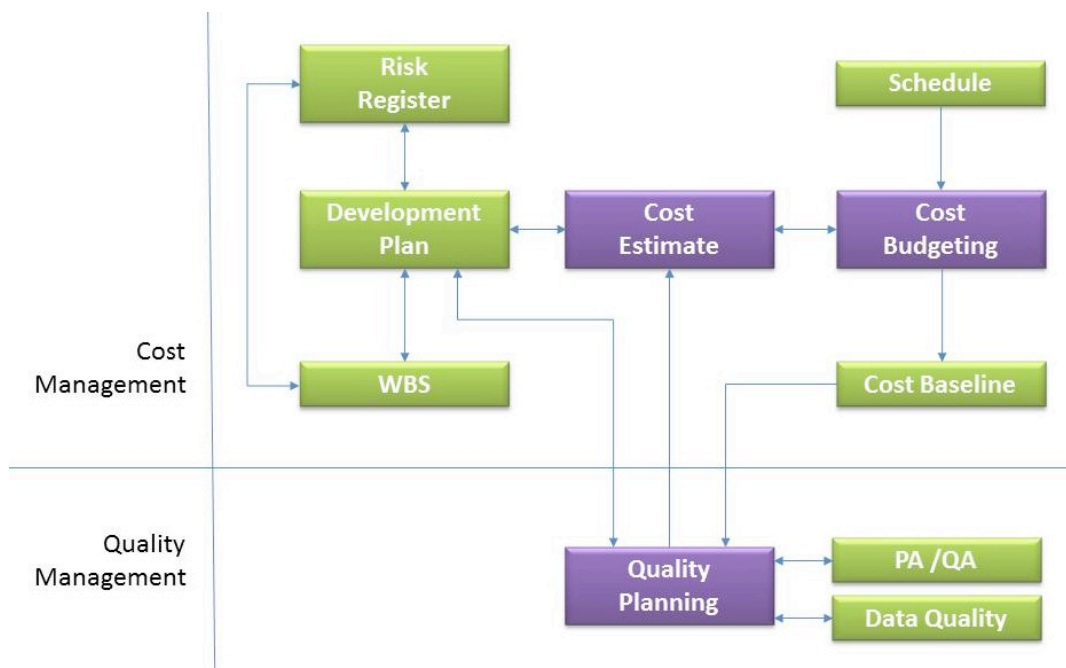 Risk
Register
Schedule
Development
Plan
Cost
Estimate
Cost
Budgeting
Cost
Management
WBS
Cost Baseline
Quality
Management
Quality
Planning
PA /QA
Data Quality